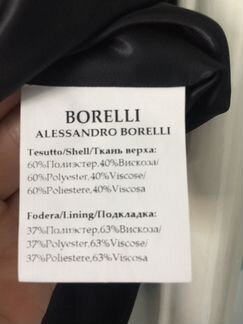 BORELLI
ALESSANDRO BORELLI
Tesutto/Shell/Ткань верха:
60%Полиэстер,40%Вискоза/
60%Polyester,40%Viscose/
60%Poliestere,40%Viscosa
Fodera/Lining/Подкладка:
37%Полиэстер,63%Вискоза/
37%Polyester,63%Viscose/
37%Poliestere,63%Viscosa